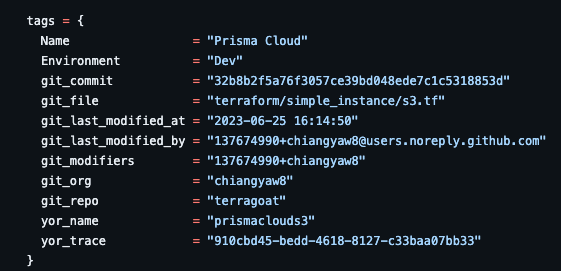 tags = {
Name = "Prisma Cloud"
Environment = "Dev"
git_commit = "32b8b2f5a76f3057ce39bd048ede7c1c5318853d"
git_file = "terraform/simple_instance/s3.tf"
git_last_modified_at = "2023-06-25 16:14:50"
git_last_modified_by = "137674990+chiangyaw8@users.noreply.github.com"
git_modifiers = "137674990+chiangyaw8"
git_org = "chiangyaw8"
git_repo = "terragoat"
yor_name = "prismaclouds3"
yor_trace = "910cbd45-bedd-4618-8127-c33baa07bb33"
}